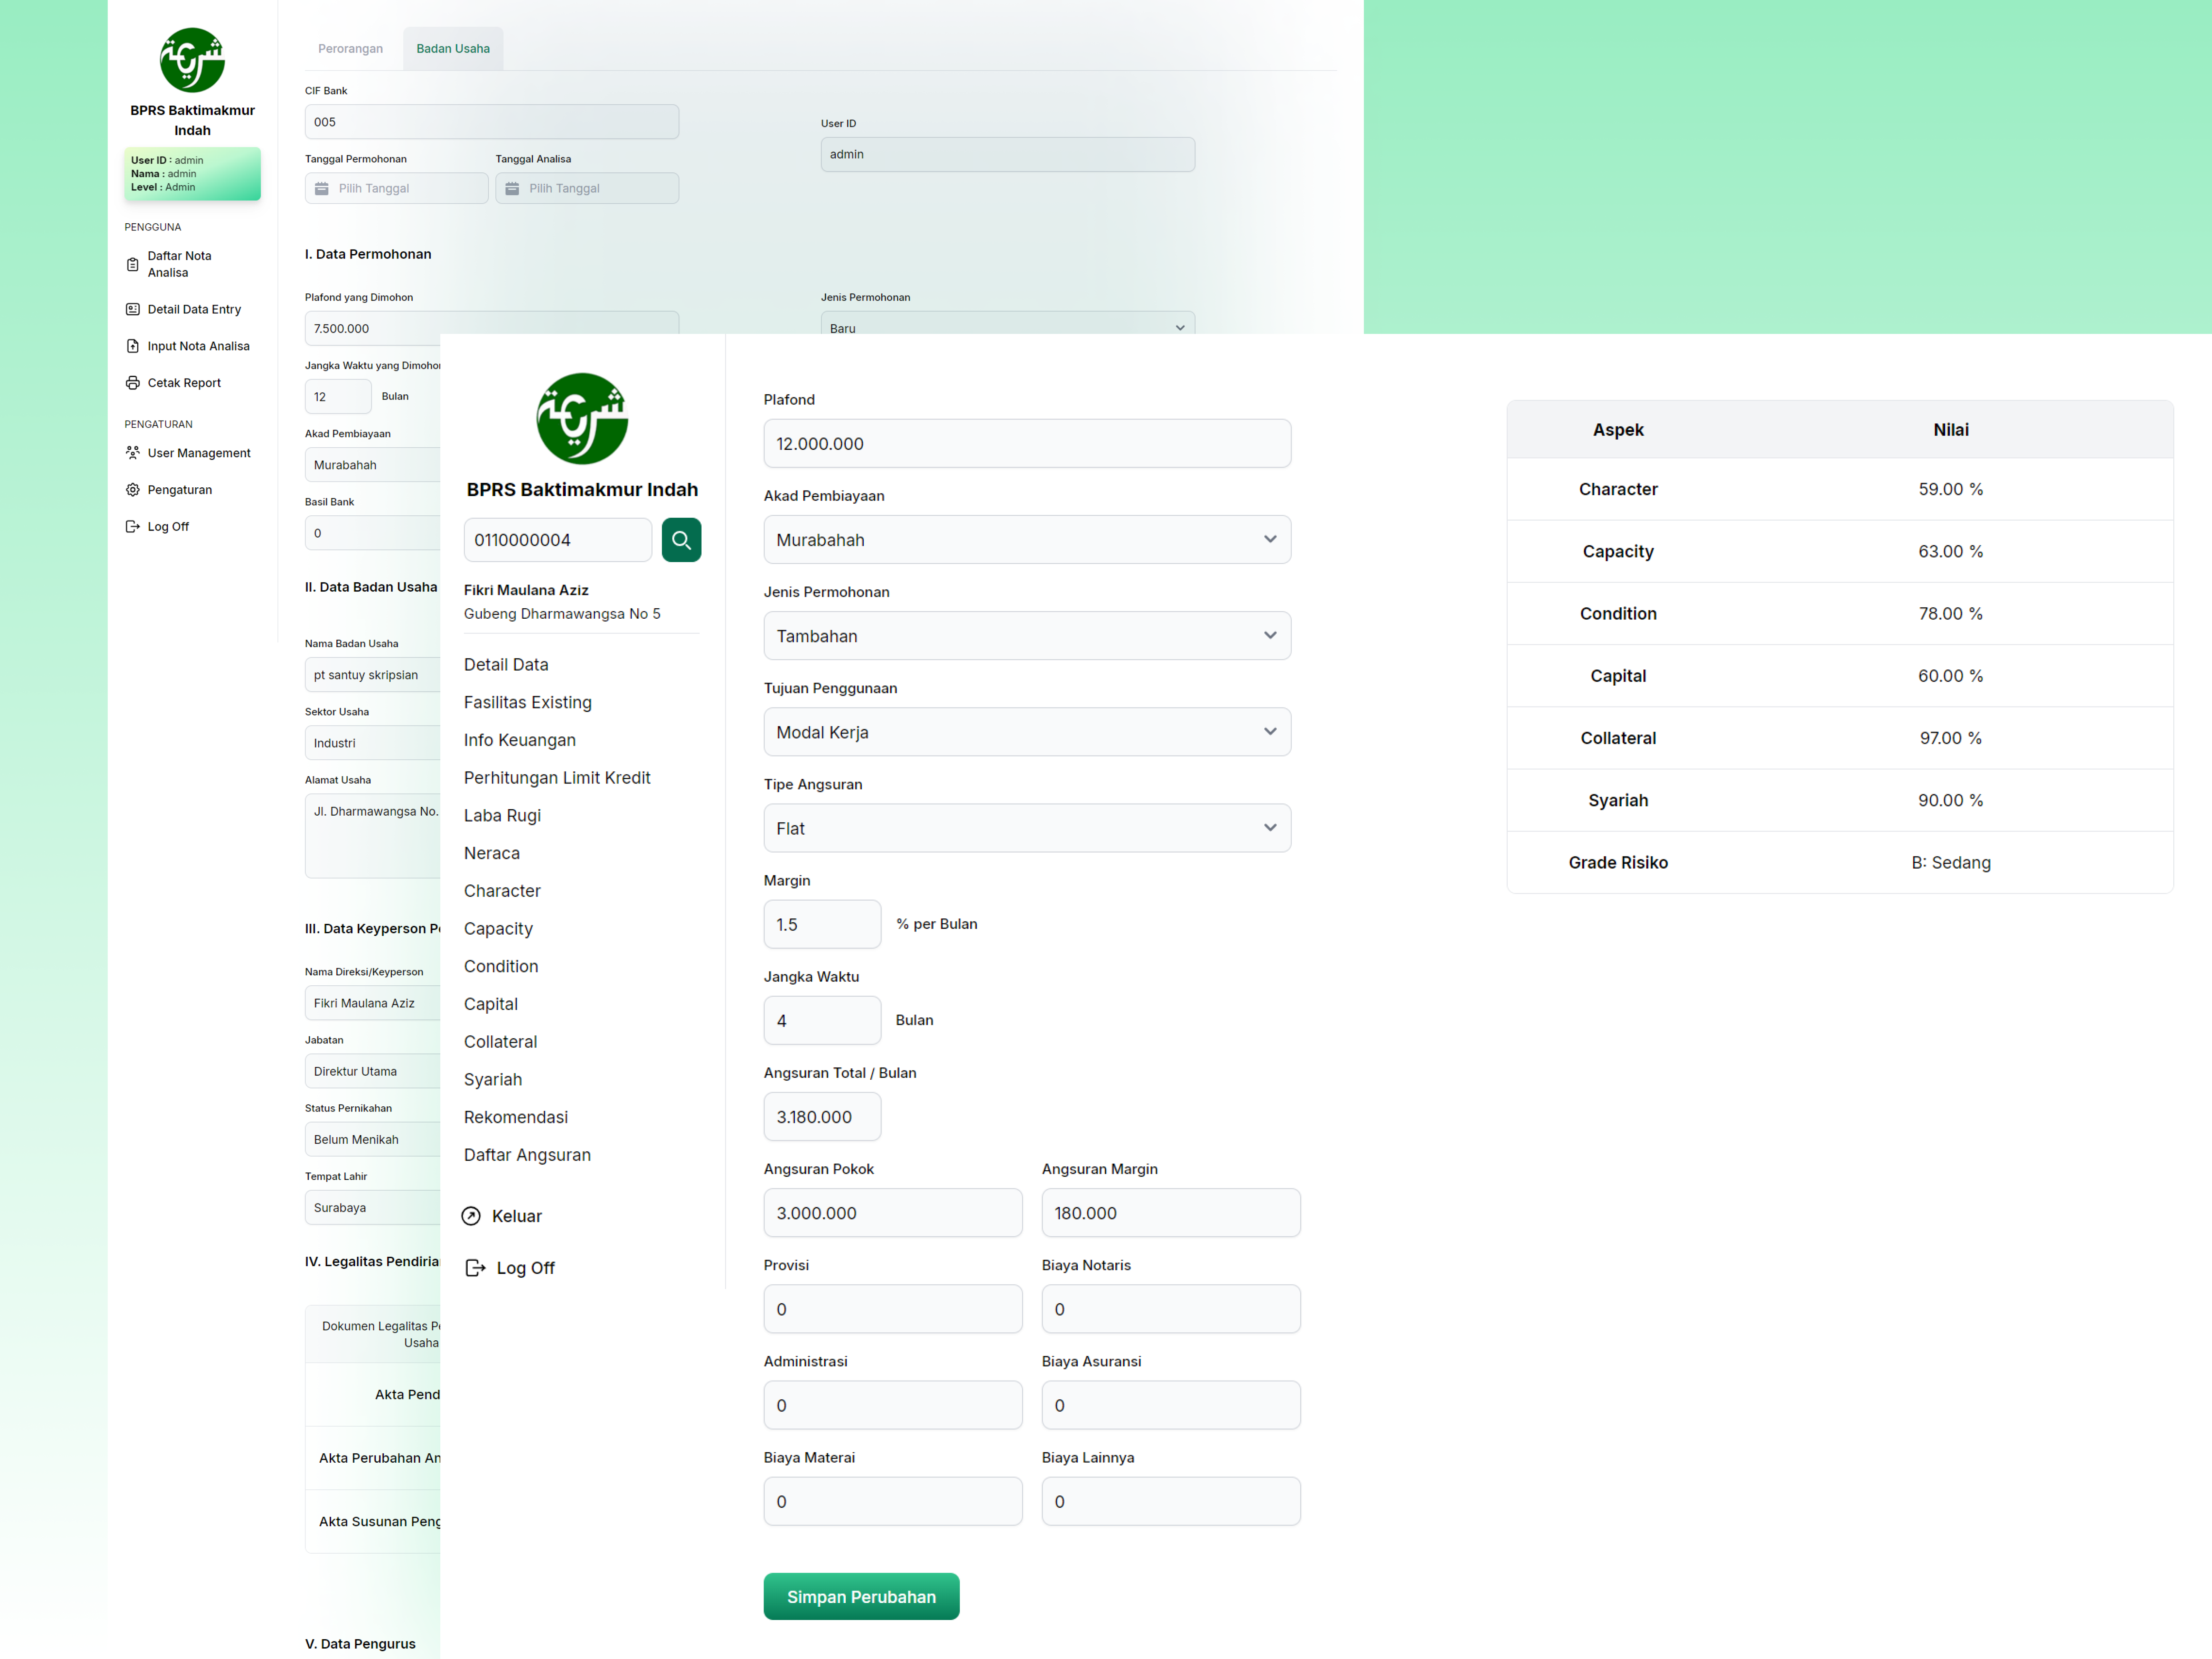 BPRS Baktimakmur
Indah
User ID : admin
Nama : admin
Level : Admin
PENGGUNA
Daftar Nota
Analisa
Detail Data Entry
Input Nota Analisa
Cetak Report
PENGATURAN
User Management
Pengaturan
Log Off
Perorangan
Badan Usaha
CIF Bank
005
User ID
admin
Tanggal Permohonan
Tanggal Analisa
Pilih Tanggal
Pilih Tanggal
I. Data Permohonan
Plafond yang Dimohon
Jenis Permohonan
7.500.000
Baru
Jangka Waktu yang Dimohon
12
Bulan
Akad Pembiayaan
Murabahah
Basil Bank
0
II. Data Badan Usaha
Nama Badan Usaha
pt santuy skripsian
Sektor Usaha
Industri
Alamat Usaha
Jl. Dharmawangsa No.
III. Data Keyperson
Nama Direksi/Keyperson
Fikri Maulana Aziz
Jabatan
Direktur Utama
Status Pernikahan
Belum Menikah
Tempat Lahir
Surabaya
IV. Legalitas Pendiria
Dokumen Legalitas Pe
Usaha
Akta Pend
Akta Perubahan An
Akta Susunan Peng
V. Data Pengurus
BPRS Baktimakmur Indah
0110000004
Fikri Maulana Aziz
Gubeng Dharmawangsa No 5
Detail Data
Fasilitas Existing
Info Keuangan
Perhitungan Limit Kredit
Laba Rugi
Neraca
Character
Capacity
Condition
Capital
Collateral
Syariah
Rekomendasi
Daftar Angsuran
Keluar
Log Off
Plafond
12.000.000
Akad Pembiayaan
Murabahah
Jenis Permohonan
Tambahan
Tujuan Penggunaan
Modal Kerja
Tipe Angsuran
Flat
Margin
1.5
% per Bulan
Jangka Waktu
4
Bulan
Angsuran Total / Bulan
3.180.000
Angsuran Pokok
Angsuran Margin
3.000.000
180.000
Provisi
Biaya Notaris
0
0
Administrasi
Biaya Asuransi
0
0
Biaya Materai
Biaya Lainnya
0
0
Simpan Perubahan
Aspek
Nilai
Character
59.00 %
Capacity
63.00 %
Condition
78.00 %
Capital
60.00 %
Collateral
97.00 %
Syariah
90.00 %
Grade Risiko
B: Sedang